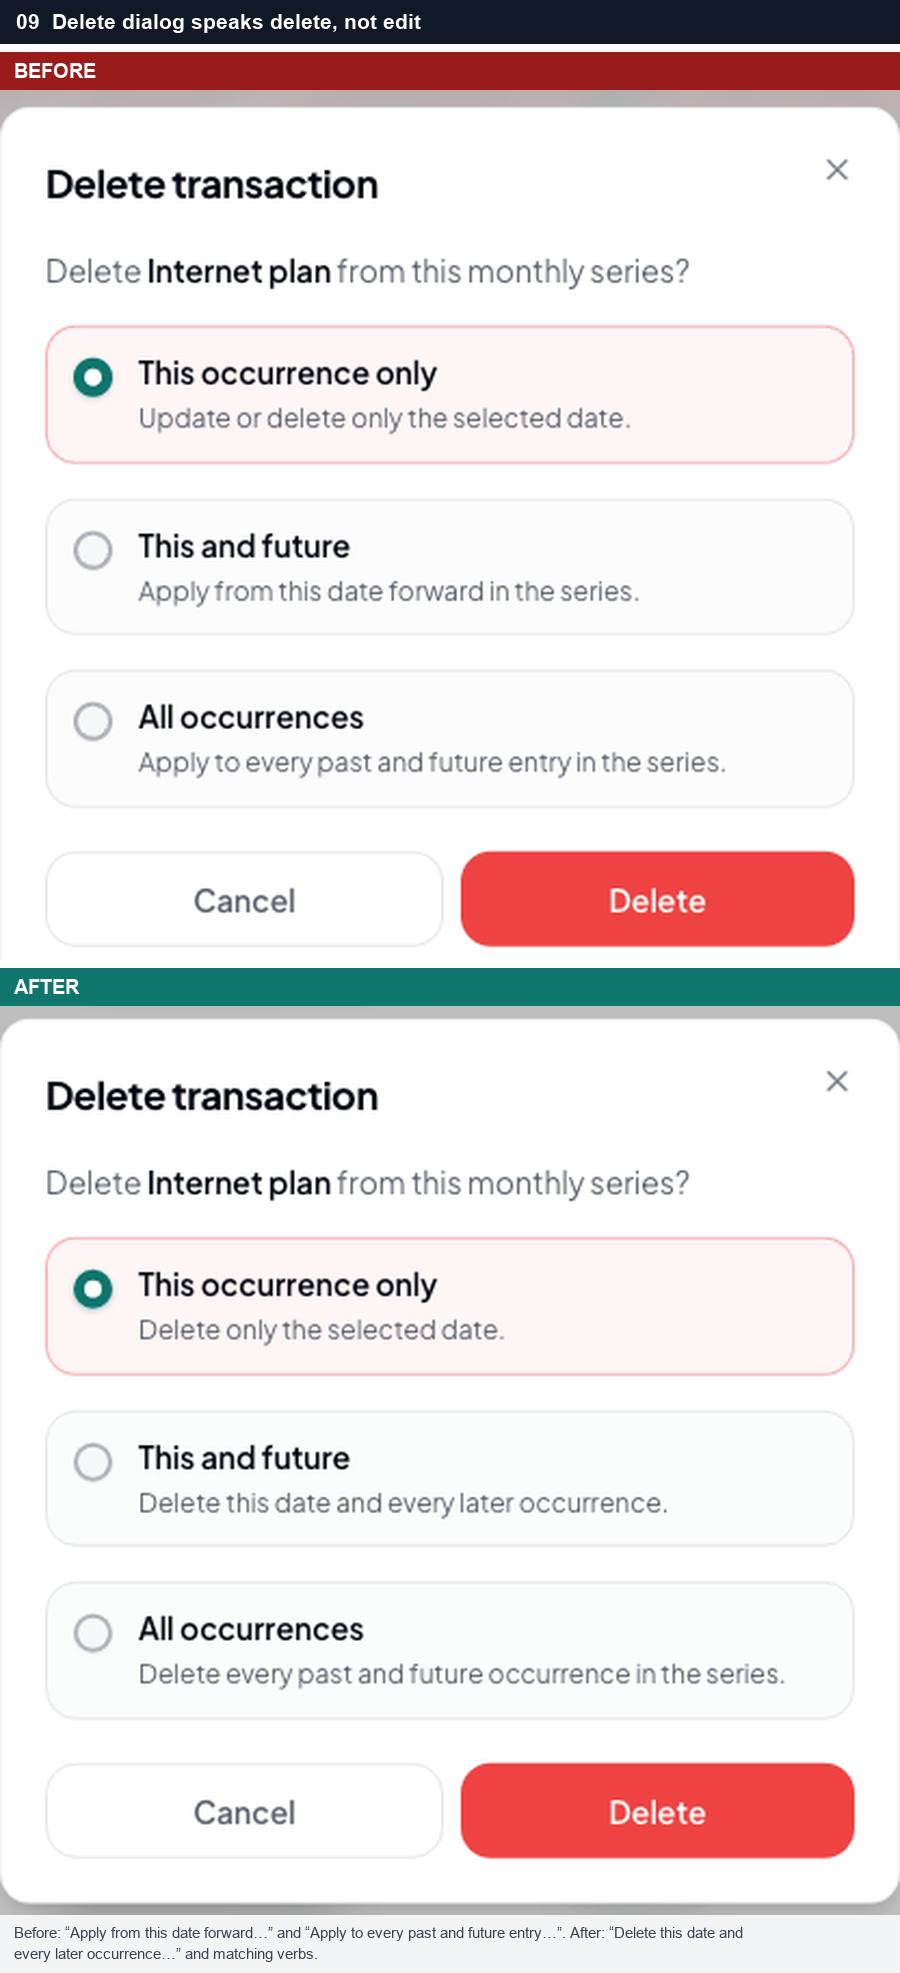 09 Delete dialog speaks delete, not edit
BEFORE
Delete transaction
Delete Internet plan from this monthly series?
This occurrence only
Update or delete only the selected date.
This and future
Apply from this date forward in the series.
All occurrences
Apply to every past and future entry in the series.
Cancel Delete
AFTER
Delete transaction
Delete Internet plan from this monthly series?
This occurrence only
Delete only the selected date.
This and future
Delete this date and every later occurrence.
All occurrences
Delete every past and future occurrence in the series.
Cancel Delete
Before: “Apply from this date forward…” and “Apply to every past and future entry…”. After: “Delete this date and
every later occurrence…” and matching verbs.